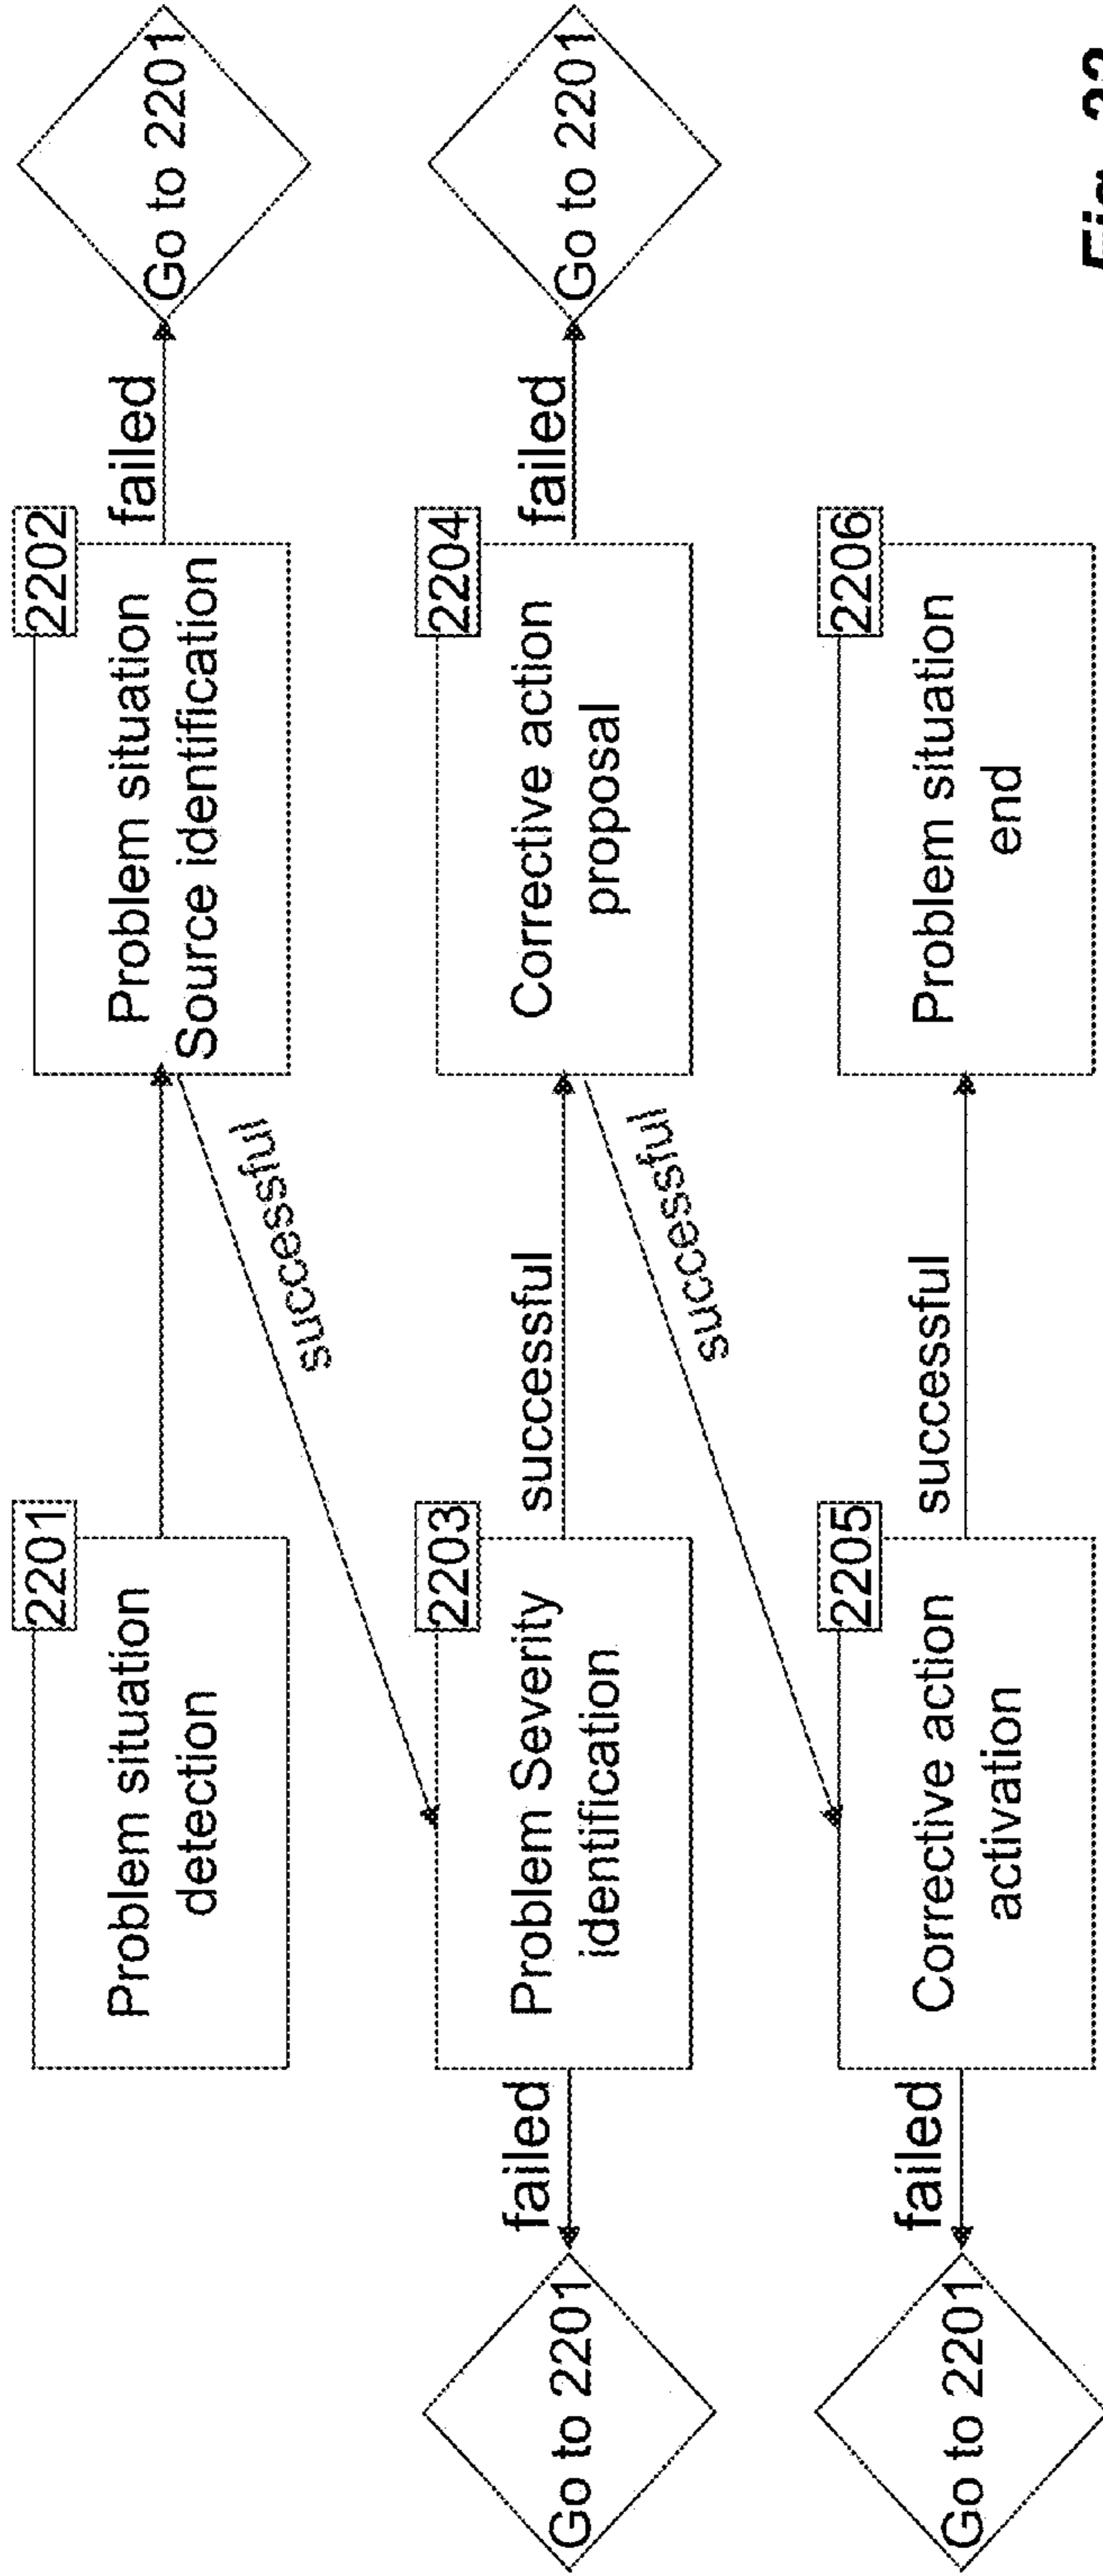 2201
Problem situation
detection
2202
Problem situation
Source identification
failed
Go to 2201
successful
Go to 2201
failed
2203
Problem Severity
identification
successful
2204
Corrective action
proposal
failed
Go to 2201
successful
Go to 2201
failed
2205
Corrective action
activation
successful
2206
Problem situation
end